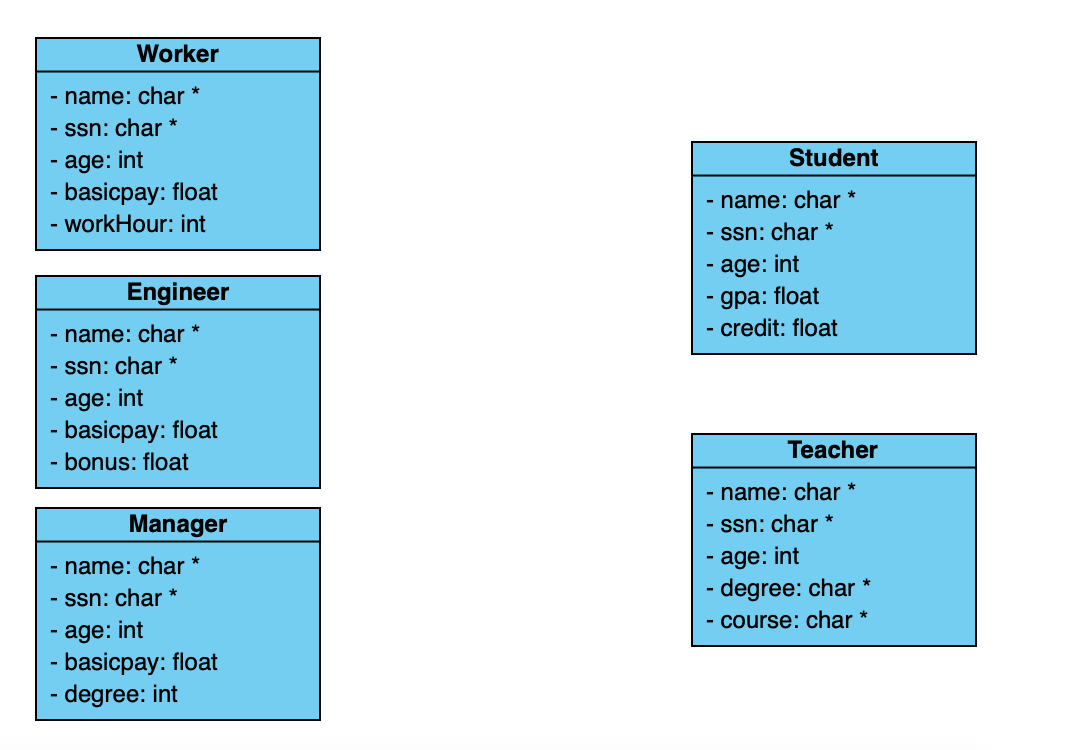 Worker
- name: char *
- ssn: char *
- age: int
- basicpay: float
- workHour: int
Engineer
- name: char *
- ssn: char *
- age: int
- basicpay: float
- bonus: float
Manager
- name: char *
- ssn: char *
- age: int
- basicpay: float
- degree: int
Student
- name: char *
- ssn: char *
- age: int
- gpa: float
- credit: float
Teacher
- name: char *
- ssn: char *
- age: int
- degree: char *
- course: char *